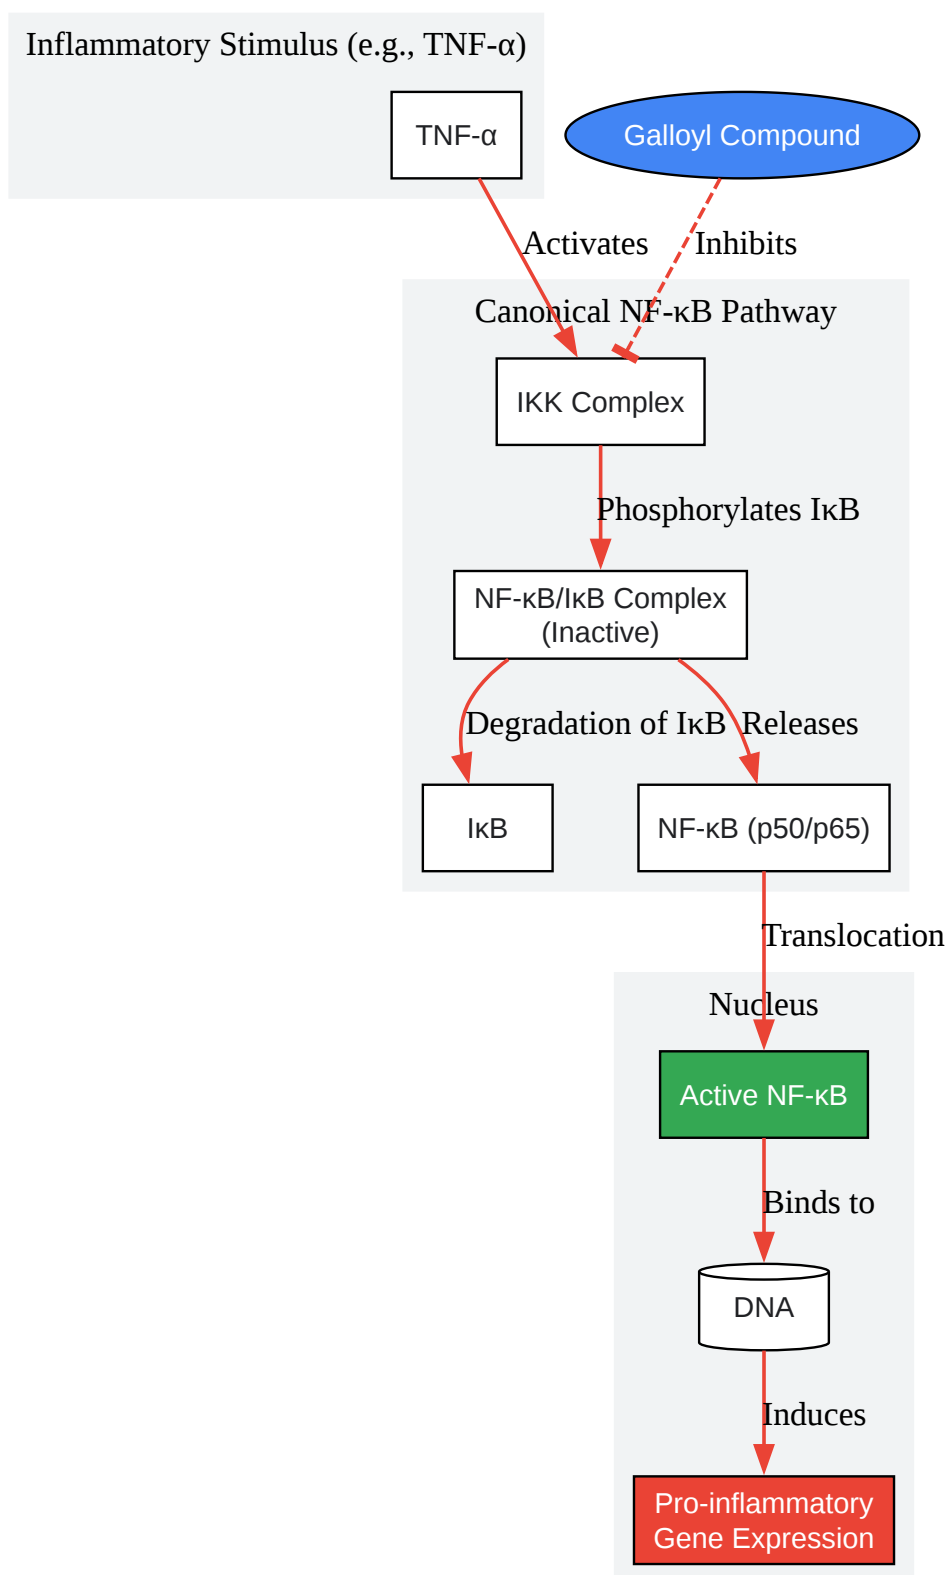 Inflammatory Stimulus (e.g., TNF-α)
TNF-α
Galloyl Compound
Activates
Inhibits
Canonical NF-κB Pathway
IKK Complex
Phosphorylates IκB
NF-κB/IκB Complex
(Inactive)
Degradation of IκB
Releases
IκB
NF-κB (p50/p65)
Translocation
Nucleus
Active NF-κB
Binds to
DNA
Induces
Pro-inflammatory
Gene Expression